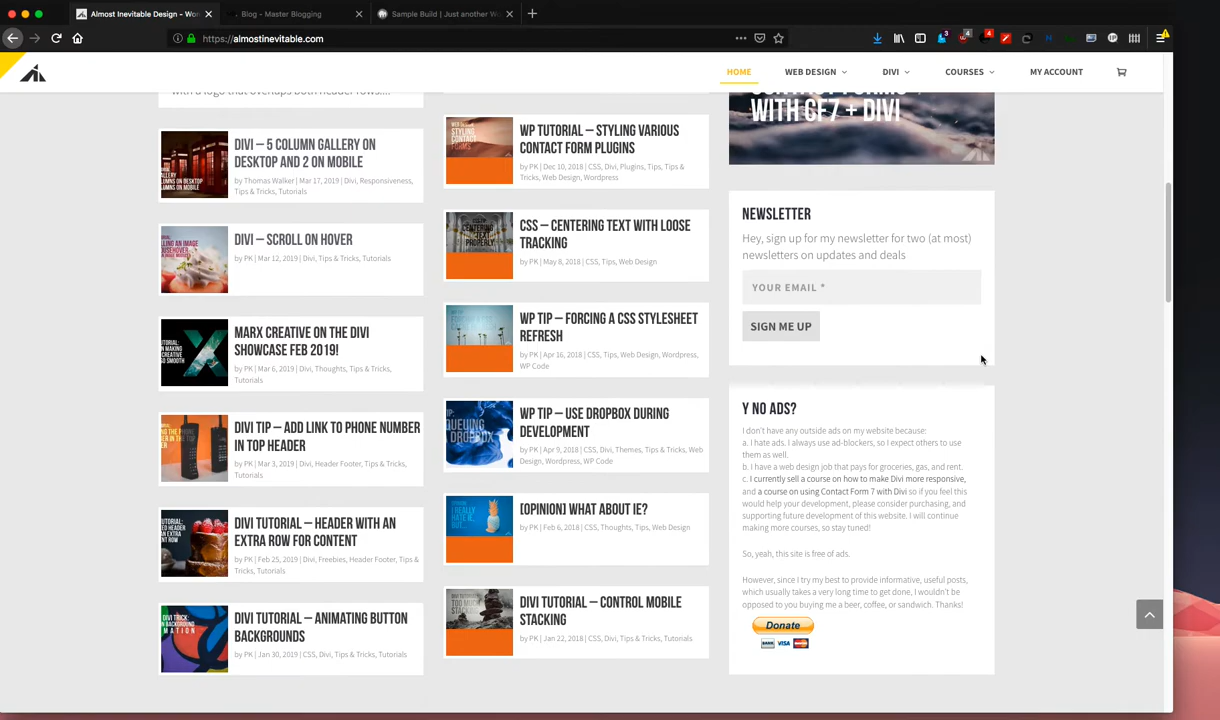 Almost Inevitable Design - Wor
Blog - Master Blogging
Sample Build | Just another W
https://almostinevitable.com
3
4
4
HOME
WEB DESIGN
DIVI
COURSES
MY ACCOUNT
with a logo that overlaps both header rows....
DIVI – 5 COLUMN GALLERY ON
DESKTOP AND 2 ON MOBILE
by Thomas Walker | Mar 17, 2019 | Divi, Responsiveness,
Tips & Tricks, Tutorials
DIVI – SCROLL ON HOVER
by PK | Mar 12, 2019 | Divi, Tips & Tricks, Tutorials
MARX CREATIVE ON THE DIVI
SHOWCASE FEB 2019!
by PK | Mar 6, 2019 | Divi, Thoughts, Tips & Tricks,
Tutorials
DIVI TIP – ADD LINK TO PHONE NUMBER
IN TOP HEADER
by PK | Mar 3, 2019 | Divi, Header Footer, Tips & Tricks,
Tutorials
DIVI TUTORIAL – HEADER WITH AN
EXTRA ROW FOR CONTENT
by PK | Feb 25, 2019 | Divi, Freebies, Header Footer, Tips &
Tricks, Tutorials
DIVI TUTORIAL – ANIMATING BUTTON
BACKGROUNDS
by PK | Jan 30, 2019 | CSS, Divi, Tips & Tricks, Tutorials
WP TUTORIAL – STYLING VARIOUS
CONTACT FORM PLUGINS
by PK | Dec 10, 2018 | CSS, Divi, Plugins, Tips, Tips &
Tricks, Web Design, Wordpress
CSS – CENTERING TEXT WITH LOOSE
TRACKING
by PK | May 8, 2018 | CSS, Tips, Web Design
WP TIP – FORCING A CSS STYLESHEET
REFRESH
by PK | Apr 16, 2018 | CSS, Tips, Web Design, Wordpress,
WP Code
WP TIP – USE DROPBOX DURING
DEVELOPMENT
by PK | Apr 9, 2018 | CSS, Divi, Themes, Tips & Tricks, Web
Design, Wordpress, WP Code
[OPINION] WHAT ABOUT IE?
by PK | Feb 6, 2018 | CSS, Thoughts, Tips, Web Design
DIVI TUTORIAL – CONTROL MOBILE
STACKING
by PK | Jan 22, 2018 | CSS, Divi, Tips & Tricks, Tutorials
CONTACT FORMS
WITH CF7 + DIVI
NEWSLETTER
Hey, sign up for my newsletter for two (at most)
newsletters on updates and deals
YOUR EMAIL *
SIGN ME UP
Y NO ADS?
I don't have any outside ads on my website because:
a. I hate ads. I always use ad-blockers, so I expect others to use
them as well.
b. I have a web design job that pays for groceries, gas, and rent.
c. I currently sell a course on how to make Divi more responsive,
and a course on using Contact Form 7 with Divi so if you feel this
would help your development, please consider purchasing, and
supporting future development of this website. I will continue
making more courses, so stay tuned!
So, yeah, this site is free of ads.
However, since I try my best to provide informative, useful posts,
which usually takes a very long time to get done, I wouldn't be
opposed to you buying me a beer, coffee, or sandwich. Thanks!
Donate
VISA